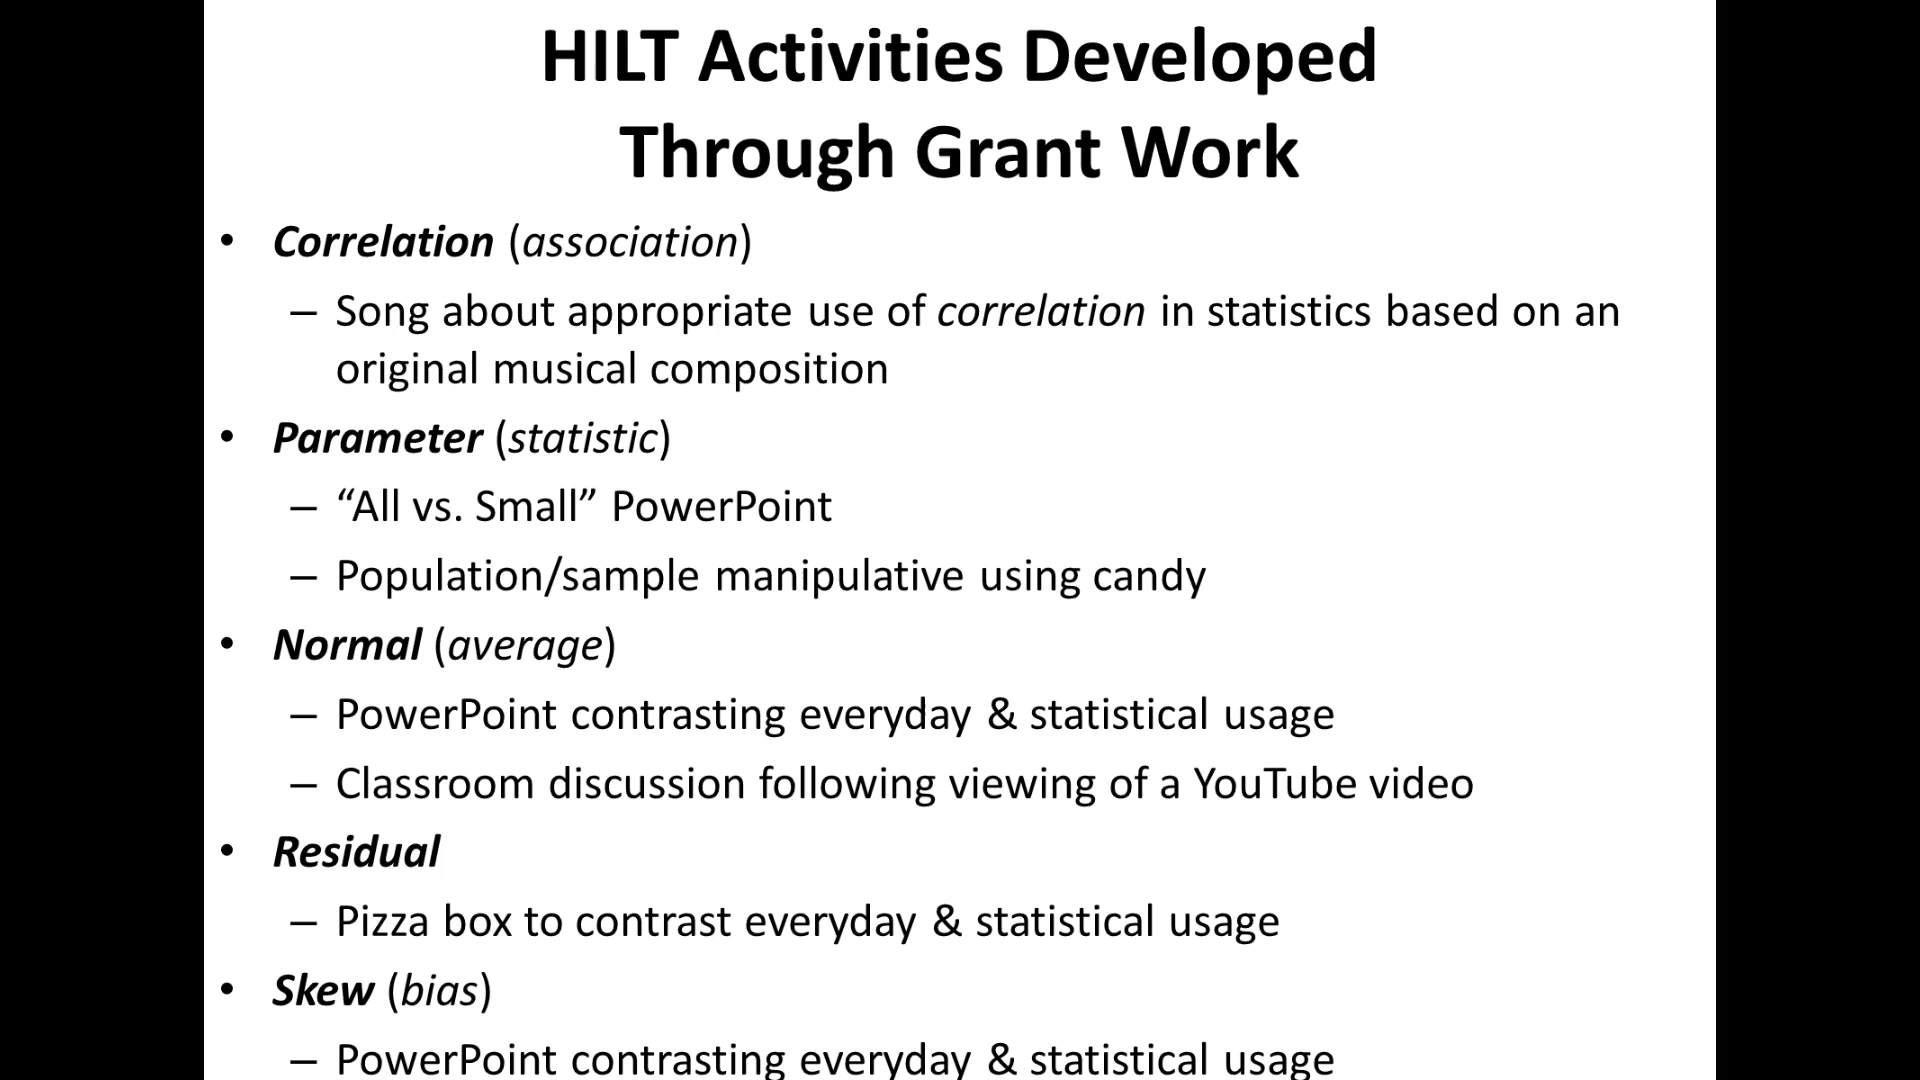 HILT Activities Developed
Through Grant Work
• Correlation (association)
– Song about appropriate use of correlation in statistics based on an
original musical composition
• Parameter (statistic)
– “All vs. Small” PowerPoint
– Population/sample manipulative using candy
• Normal (average)
– PowerPoint contrasting everyday & statistical usage
– Classroom discussion following viewing of a YouTube video
• Residual
– Pizza box to contrast everyday & statistical usage
• Skew (bias)
– PowerPoint contrasting everyday & statistical usage